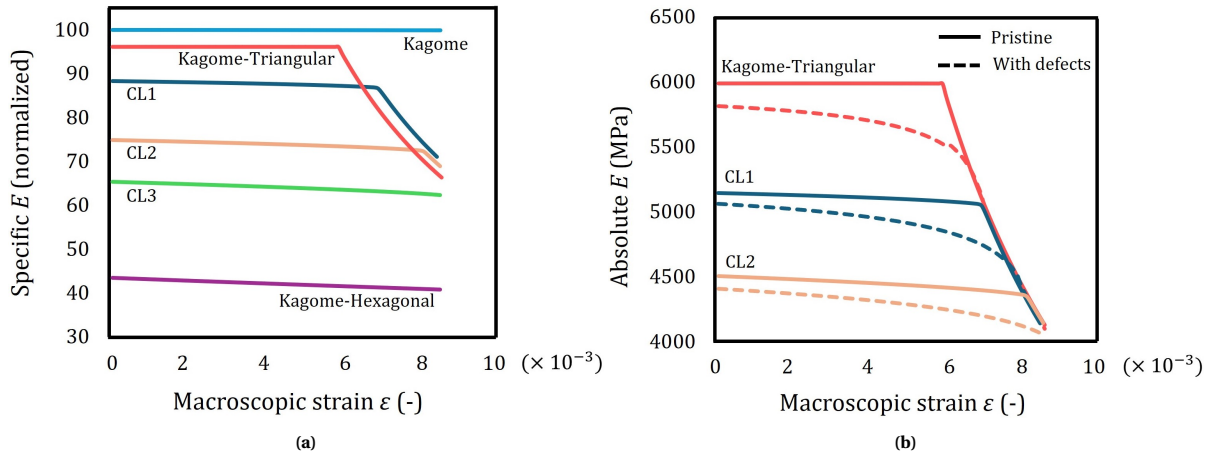 100
90
80
70
60
50
40
30
Specific E (normalized)
Kagome
Kagome-Triangular
CL1
CL2
CL3
Kagome-Hexagonal
0 2 4 6 8 10 (× 10⁻³)
Macroscopic strain ε (-)
(a)
6500
6000
5500
5000
4500
4000
Absolute E (MPa)
Pristine
With defects
Kagome-Triangular
CL1
CL2
0 2 4 6 8 10 (× 10⁻³)
Macroscopic strain ε (-)
(b)